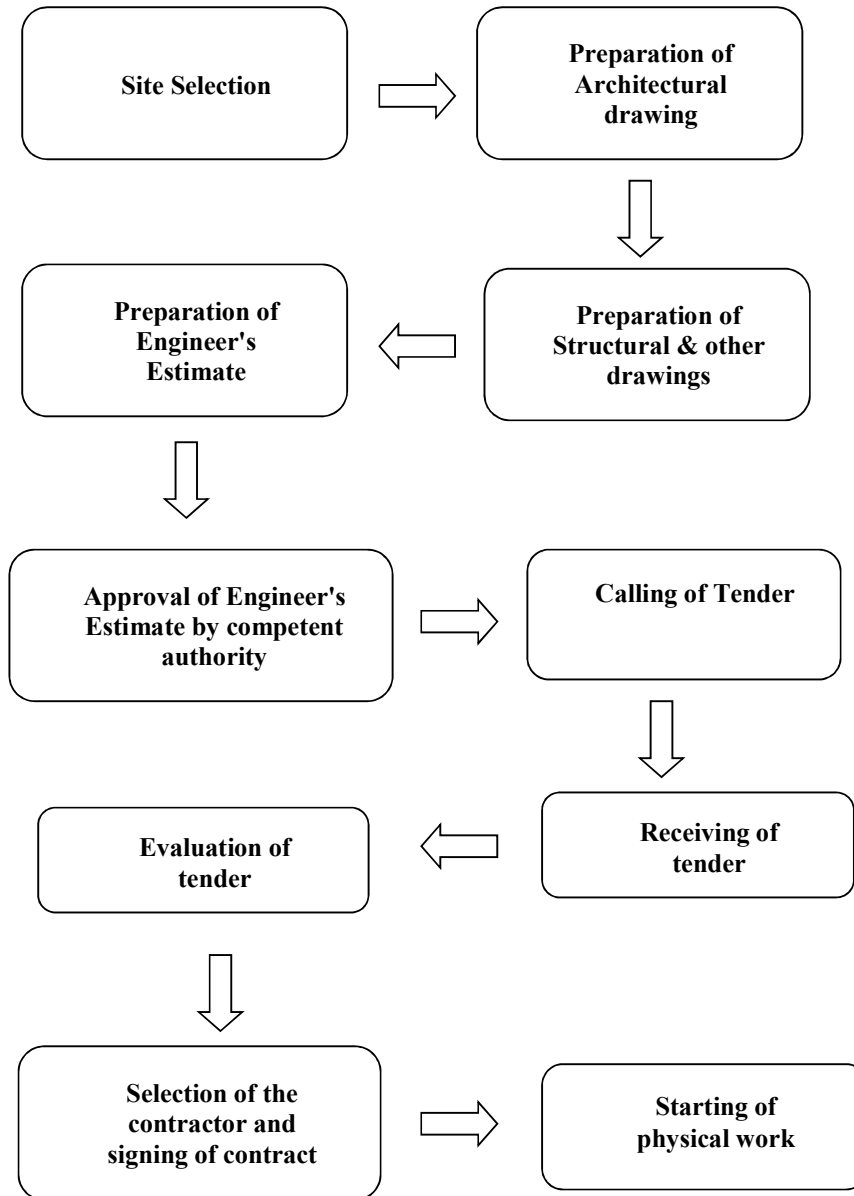 Site Selection
Preparation of
Architectural
drawing
Preparation of
Structural & other
drawings
Preparation of
Engineer's
Estimate
Approval of Engineer's
Estimate by competent
authority
Calling of Tender
Receiving of
tender
Evaluation of
tender
Selection of the
contractor and
signing of contract
Starting of
physical work